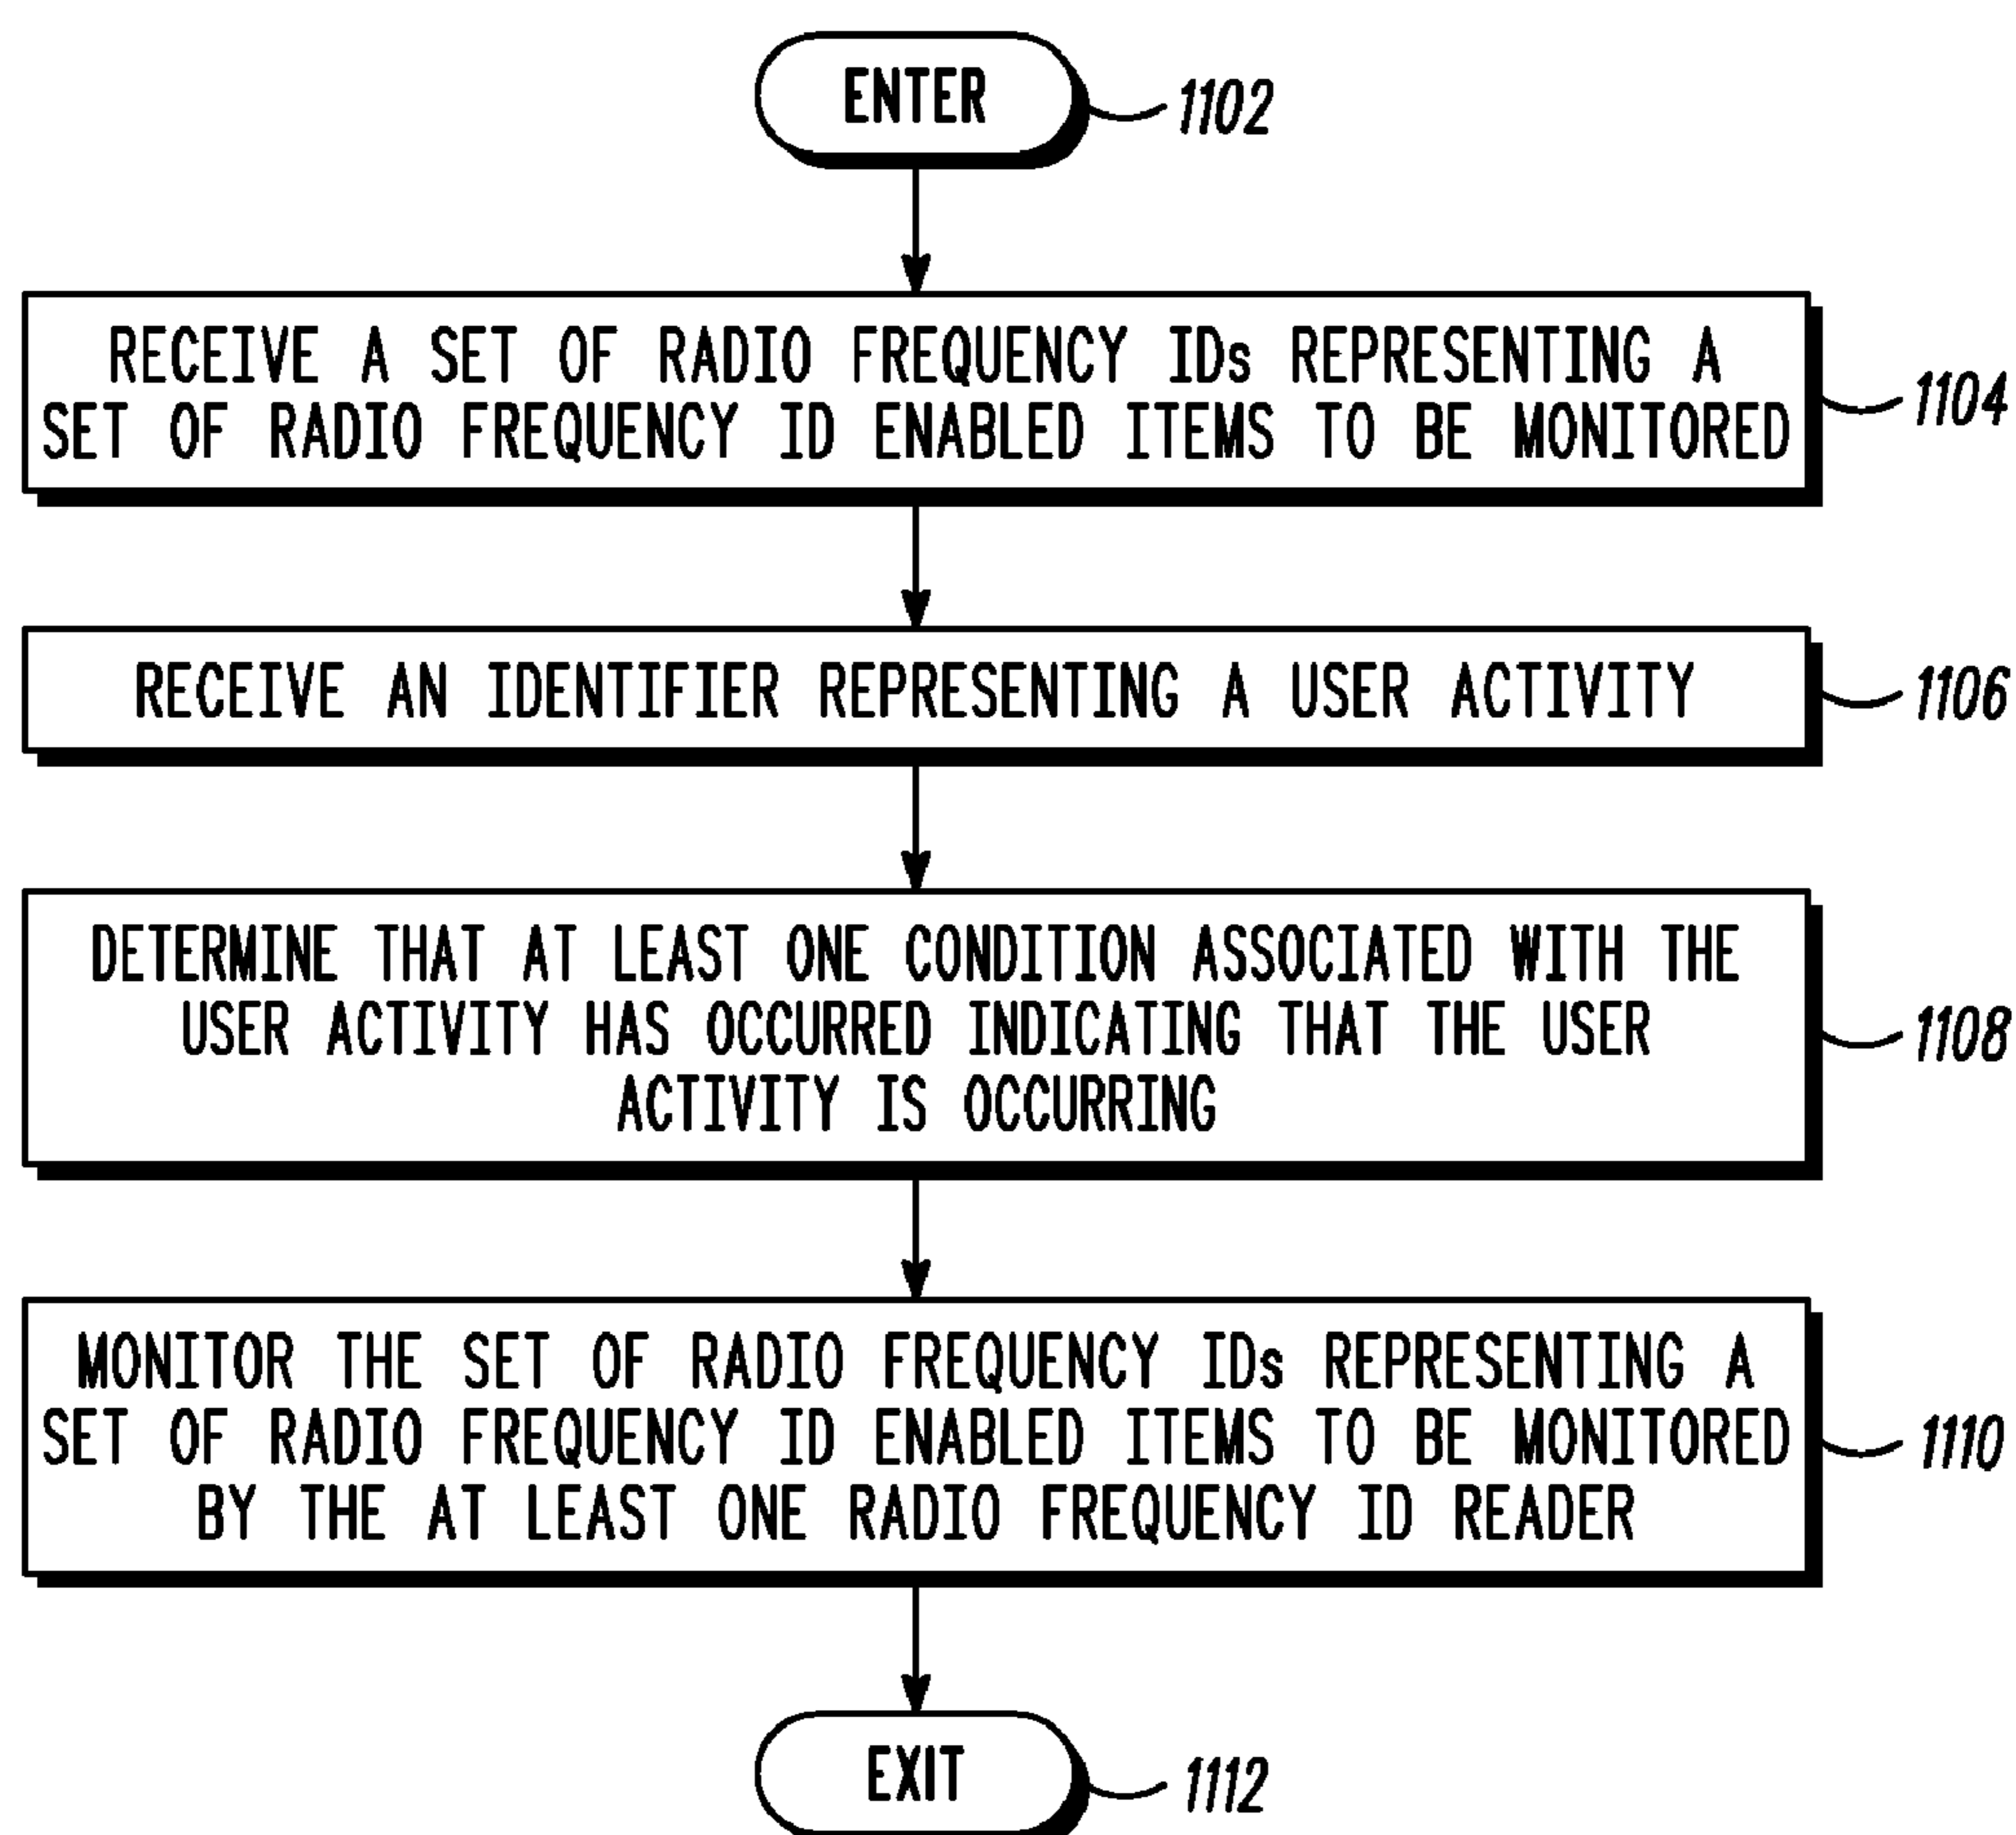 ENTER
1102
RECEIVE A SET OF RADIO FREQUENCY IDs REPRESENTING A
SET OF RADIO FREQUENCY ID ENABLED ITEMS TO BE MONITORED
1104
RECEIVE AN IDENTIFIER REPRESENTING A USER ACTIVITY
1106
DETERMINE THAT AT LEAST ONE CONDITION ASSOCIATED WITH THE
USER ACTIVITY HAS OCCURRED INDICATING THAT THE USER
ACTIVITY IS OCCURRING
1108
MONITOR THE SET OF RADIO FREQUENCY IDs REPRESENTING A
SET OF RADIO FREQUENCY ID ENABLED ITEMS TO BE MONITORED
BY THE AT LEAST ONE RADIO FREQUENCY ID READER
1110
EXIT
1112